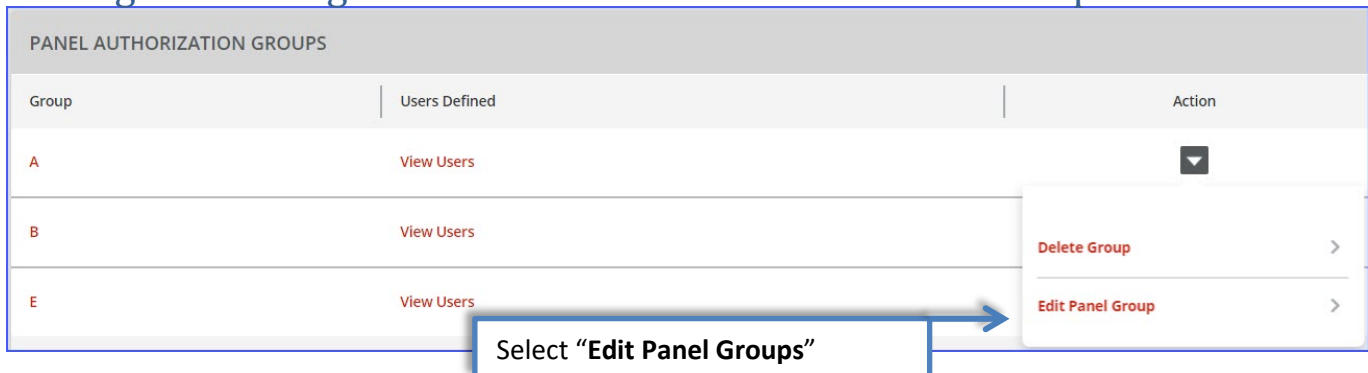 PANEL AUTHORIZATION GROUPS
Group Users Defined Action
A View Users
B View Users
Delete Group
E View Users
Edit Panel Group
Select “Edit Panel Groups”